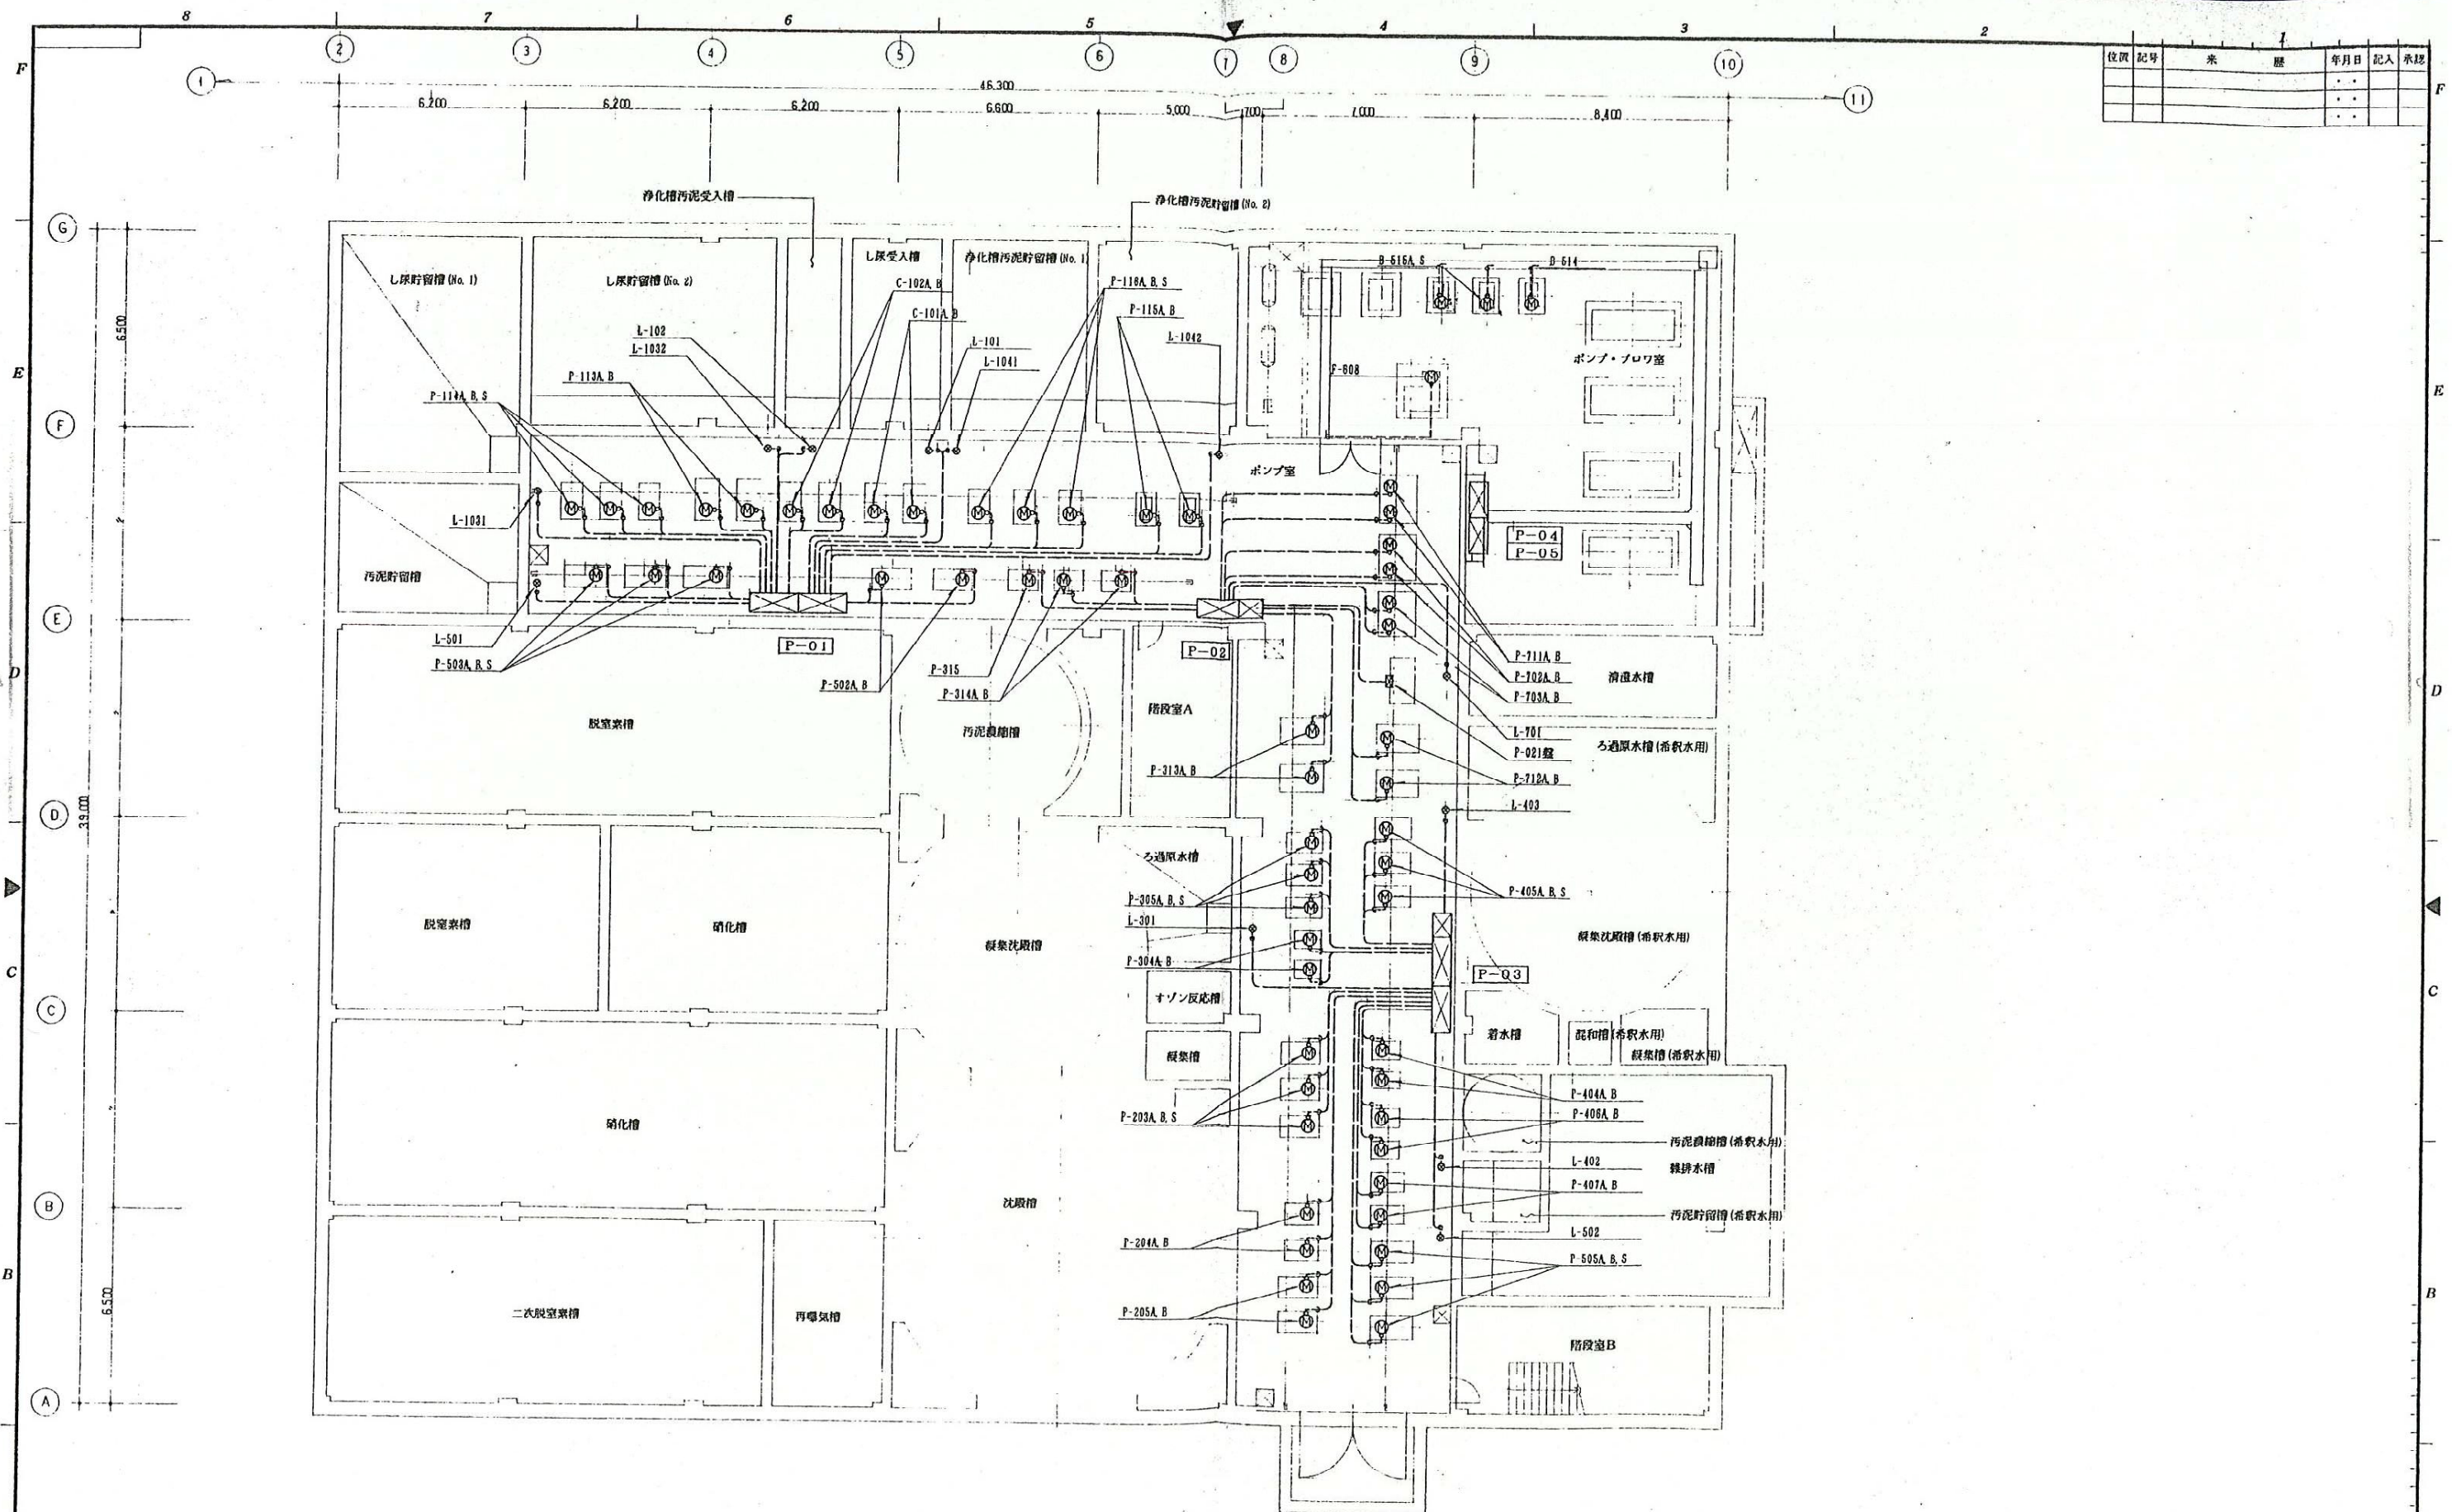 8 7 6 5 4 3 2 1
位置 記号 来歴 年月日 記入 承認
2 3 4 5 6 7 8 9 10
1 11
46,300
6,200 6,200 6,200 6,600 5,000 700 7,000 8,400
F F
E E
D D
C C
B B
G
F
E
D
C
B
A
6,500
39,000
6,500
浄化槽汚泥受入槽
浄化槽汚泥貯留槽(No. 2)
し尿貯留槽(No. 1)
し尿貯留槽(No. 2)
し尿受入槽
浄化槽汚泥貯留槽(No. 1)
C-102A, B
P-116A, B, S
C-101A, B
P-115A, B
L-102
L-1032
L-101
L-1041
L-1042
P-113A, B
P-114A, B, S
B-514
ポンプ・ブロワ室
F-608
ポンプ室
L-1031
P-04
P-05
汚泥貯留槽
L-501
P-503A, B, S
P-01
P-502A, B
P-315
P-314A, B
P-02
P-711A, B
P-702A, B
P-703A, B
清澄水槽
脱窒素槽
汚泥濃縮槽
階段室A
L-701
P-021盤
ろ過原水槽(希釈水用)
P-313A, B
P-712A, B
L-403
ろ過原水槽
P-305A, B, S
P-405A, B, S
L-301
脱窒素槽
硝化槽
凝集沈殿槽
凝集沈殿槽(希釈水用)
P-304A, B
P-03
オゾン反応槽
着水槽
混和槽(希釈水用)
凝集槽
凝集槽(希釈水用)
P-404A, B
P-203A, B, S
P-406A, B
硝化槽
汚泥濃縮槽(希釈水用)
L-402
雑排水槽
P-407A, B
沈殿槽
汚泥貯留槽(希釈水用)
L-502
P-204A, B
P-505A, B, S
二次脱窒素槽
再曝気槽
P-205A, B
階段室B